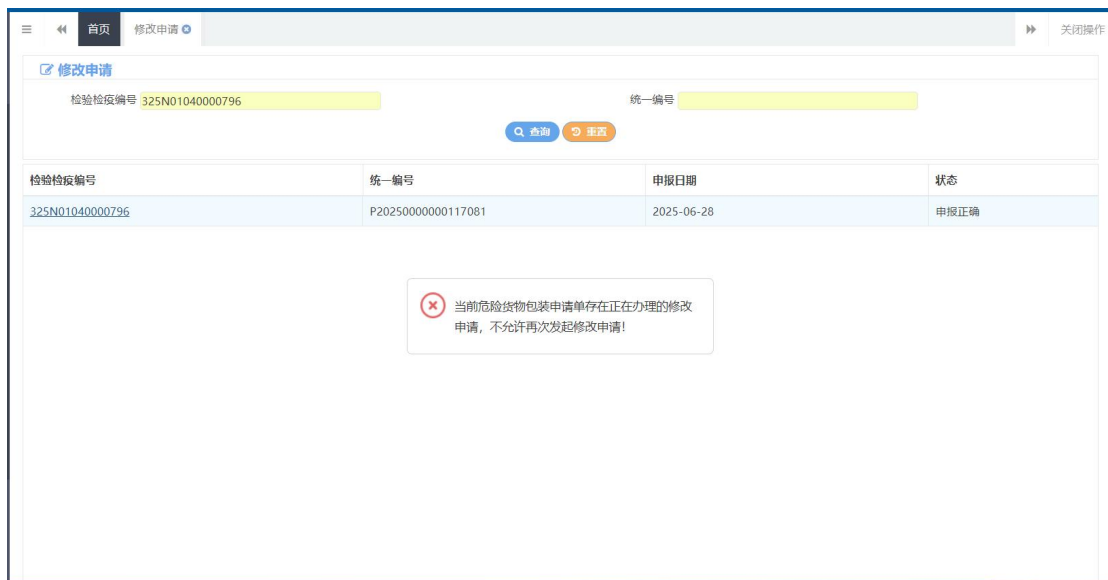 首页 修改申请 关闭操作
修改申请
检验检疫编号 325N01040000796 统一编号
查询 重置
检验检疫编号 统一编号 申报日期 状态
325N01040000796 P20250000000117081 2025-06-28 申报正确
当前危险货物包装申请单存在正在办理的修改
申请，不允许再次发起修改申请！